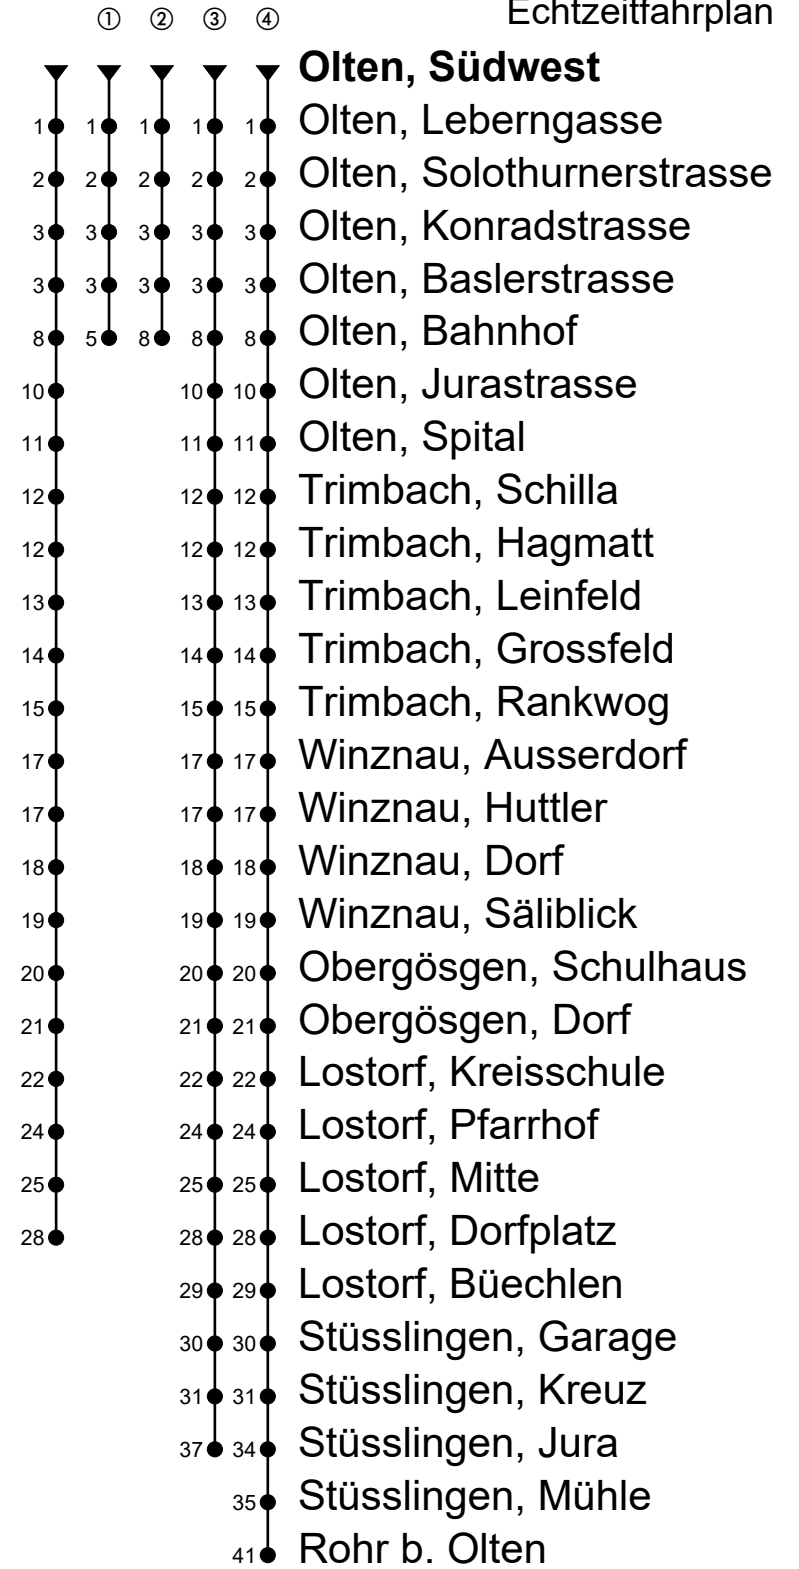 Echtzeitfahrplan
① ② ③ ④
Olten, Südwest
1 1 1 1 1 Olten, Leberngasse
2 2 2 2 2 Olten, Solothurnerstrasse
3 3 3 3 3 Olten, Konradstrasse
3 3 3 3 3 Olten, Baslerstrasse
8 5 8 8 8 Olten, Bahnhof
10 10 10 Olten, Jurastrasse
11 11 11 Olten, Spital
12 12 12 Trimbach, Schilla
12 12 12 Trimbach, Hagmatt
13 13 13 Trimbach, Leinfeld
14 14 14 Trimbach, Grossfeld
15 15 15 Trimbach, Rankwog
17 17 17 Winznau, Ausserdorf
17 17 17 Winznau, Huttler
18 18 18 Winznau, Dorf
19 19 19 Winznau, Säliblick
20 20 20 Obergösgen, Schulhaus
21 21 21 Obergösgen, Dorf
22 22 22 Lostorf, Kreisschule
24 24 24 Lostorf, Pfarrhof
25 25 25 Lostorf, Mitte
28 28 28 Lostorf, Dorfplatz
29 29 Lostorf, Büechlen
30 30 Stüsslingen, Garage
31 31 Stüsslingen, Kreuz
37 34 Stüsslingen, Jura
35 Stüsslingen, Mühle
41 Rohr b. Olten